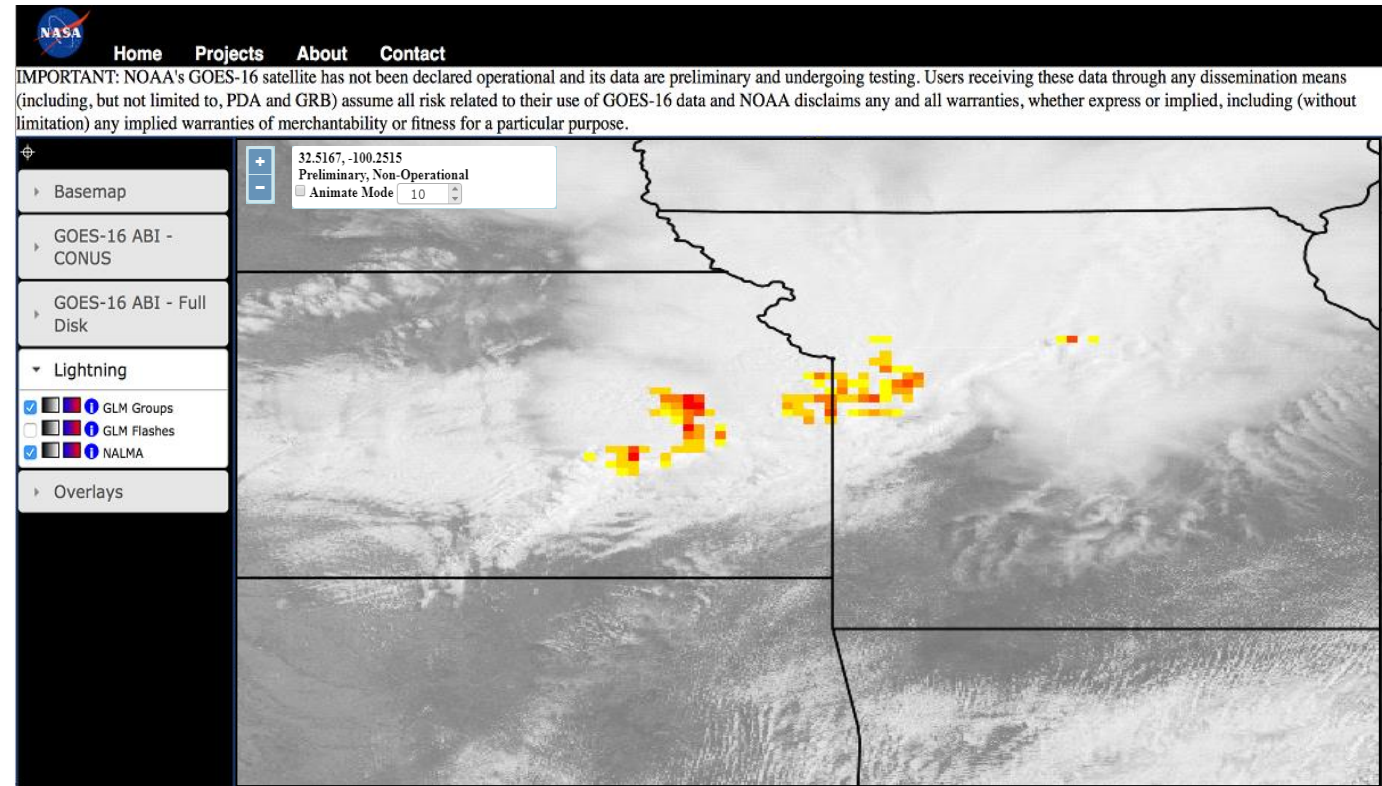 NASA
Home Projects About Contact
IMPORTANT: NOAA's GOES-16 satellite has not been declared operational and its data are preliminary and undergoing testing. Users receiving these data through any dissemination means
(including, but not limited to, PDA and GRB) assume all risk related to their use of GOES-16 data and NOAA disclaims any and all warranties, whether express or implied, including (without
limitation) any implied warranties of merchantability or fitness for a particular purpose.
+
−
32.5167, -100.2515
Preliminary, Non-Operational
Animate Mode 10
Basemap
GOES-16 ABI -
CONUS
GOES-16 ABI - Full
Disk
Lightning
i GLM Groups
i GLM Flashes
i NALMA
Overlays